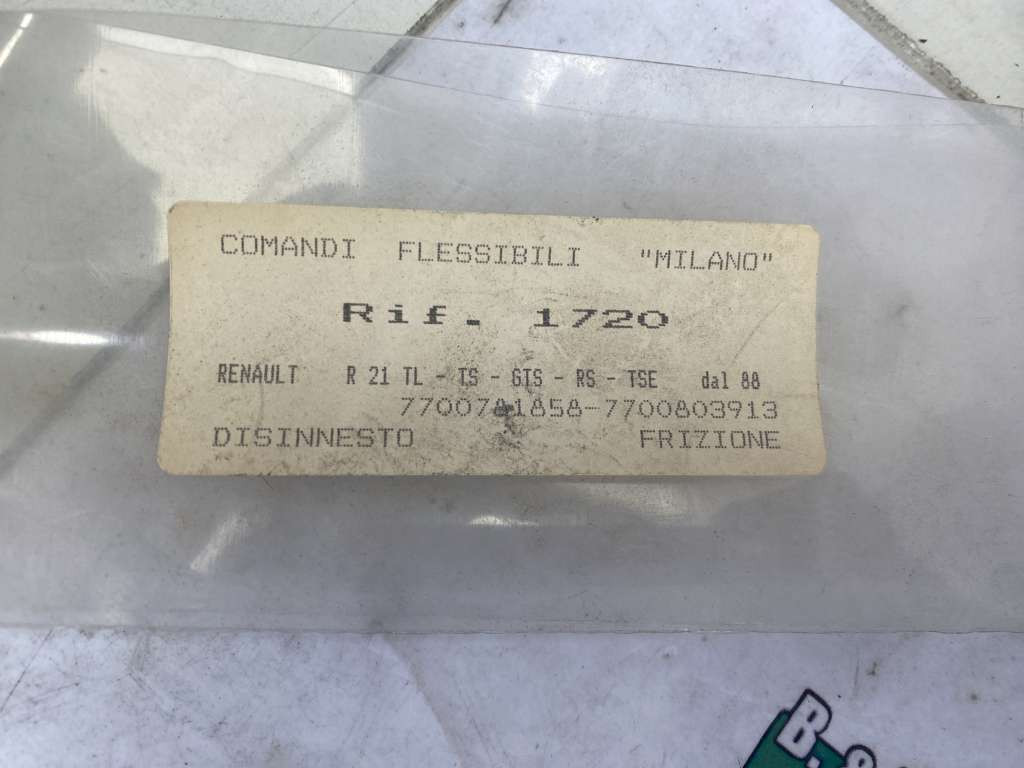 COMANDI FLESSIBILI "MILANO"
Rif. 1720
RENAULT R 21 TL - TS - GTS - RS - TSE dal 88
7700781858-7700803913
DISINNESTO FRIZIONE
B.